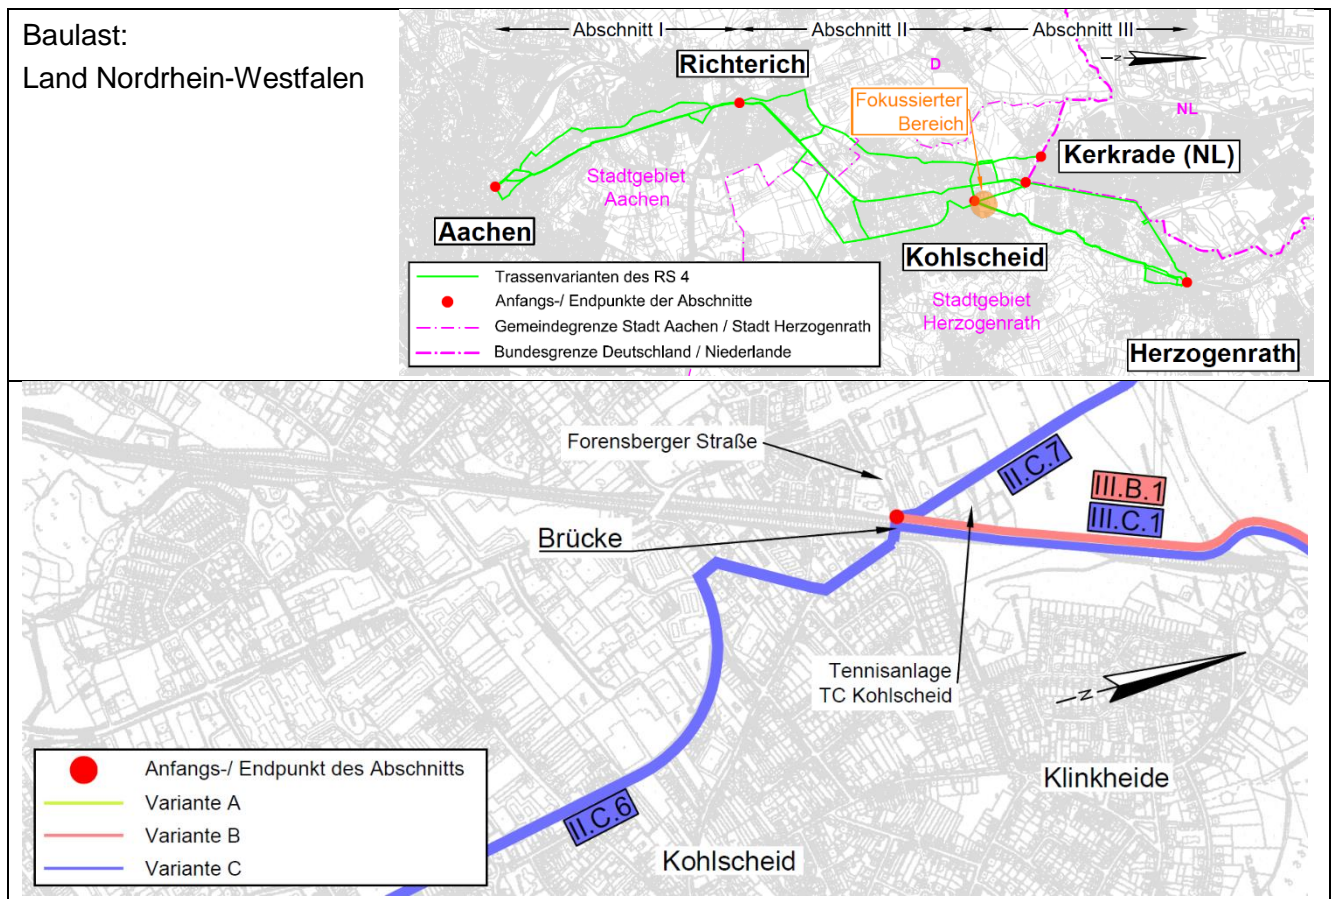 Baulast:
Land Nordrhein-Westfalen
Abschnitt I
Abschnitt II
Abschnitt III
Richterich
D
N
Fokussierter
Bereich
NL
Kerkrade (NL)
Stadtgebiet
Aachen
Aachen
Kohlscheid
Trassenvarianten des RS 4
Anfangs-/ Endpunkte der Abschnitte
Gemeindegrenze Stadt Aachen / Stadt Herzogenrath
Bundesgrenze Deutschland / Niederlande
Stadtgebiet
Herzogenrath
Herzogenrath
Forensberger Straße
II.C.7
III.B.1
III.C.1
Brücke
Tennisanlage
TC Kohlscheid
N
Klinkheide
II.C.6
Kohlscheid
Anfangs-/ Endpunkt des Abschnitts
Variante A
Variante B
Variante C